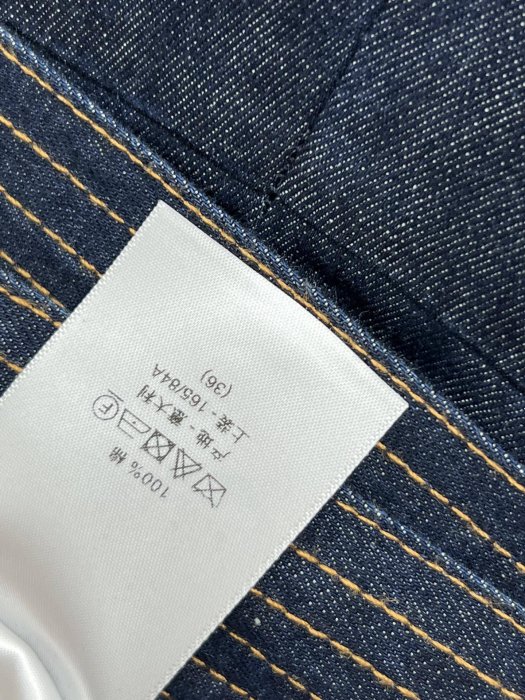 100% 棉
F
产地 - 意大利
上装 - 165/84A
(36)